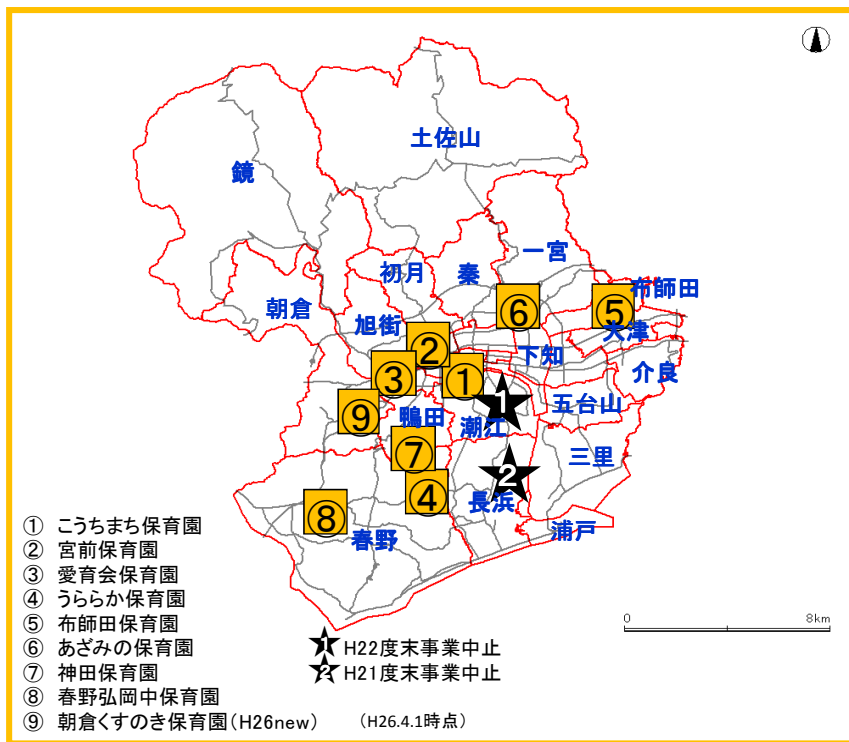 土佐山
鏡
一宮
初月
秦
布師田
朝倉
⑥
⑤
旭街
大津
②
下知
介良
③
①
1
五台山
⑨
鴨田
潮江
⑦
三里
2
④
長浜
⑧
春野
浦戸
① こうちまち保育園
② 宮前保育園
③ 愛育会保育園
④ うららか保育園
⑤ 布師田保育園
⑥ あざみの保育園
⑦ 神田保育園
⑧ 春野弘岡中保育園
⑨ 朝倉くすのき保育園(H26new) (H26.4.1時点)
1 H22度末事業中止
2 H21度末事業中止
0 8km